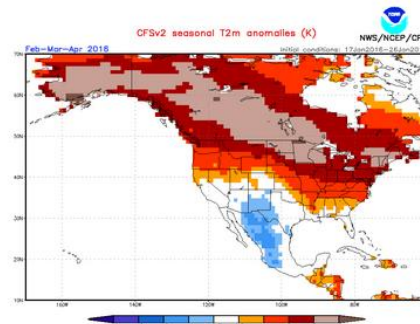 NOAA
CFSv2 seasonal T2m anomalies (K)
NWS/NCEP/CP
Feb-Mar-Apr 2016
Initial conditions: 17Jan2016-26Jan20
70N
60N
50N
40N
30N
20N
10N
160W
140W
120W
100W
80W